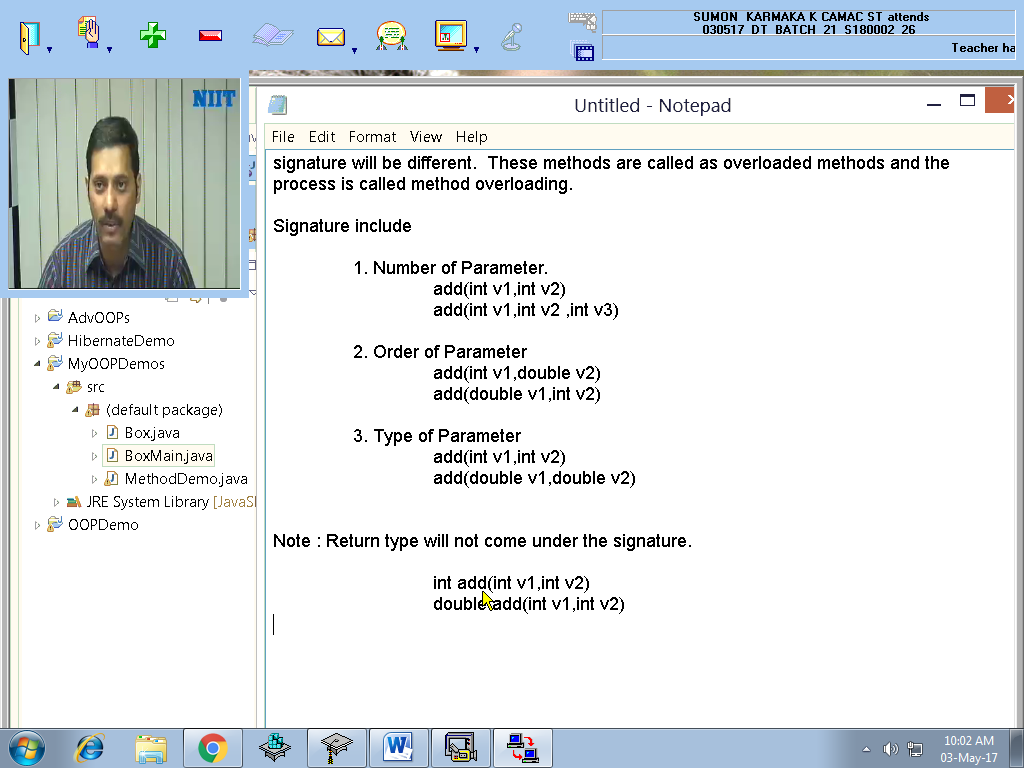 SUMON KARMAKA K CAMAC ST attends
030517 DT BATCH 21 S180002 26
Teacher ha
NIIT
Untitled - Notepad
File Edit Format View Help
signature will be different. These methods are called as overloaded methods and the
process is called method overloading.
Signature include
1. Number of Parameter.
add(int v1,int v2)
add(int v1,int v2 ,int v3)
2. Order of Parameter
add(int v1,double v2)
add(double v1,int v2)
3. Type of Parameter
add(int v1,int v2)
add(double v1,double v2)
Note : Return type will not come under the signature.
int add(int v1,int v2)
double add(int v1,int v2)
AdvOOPs
HibernateDemo
MyOOPDemos
src
(default package)
Box.java
BoxMain.java
MethodDemo.java
JRE System Library [JavaS
OOPDemo
10:02 AM
03-May-17